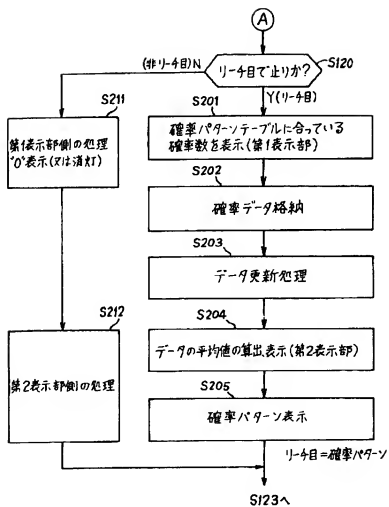 A
(非リーチ目)N
リーチ目で止りか?
S120
Y(リーチ目)
S211
第1表示部側の処理
"0"表示(又は消灯)
S201
確率パターンテーブルに合っている
確率数を表示(第1表示部)
S202
確率データ格納
S203
データ更新処理
S212
第2表示部側の処理
S204
データの平均値の算出表示(第2表示部)
S205
確率パターン表示
リーチ目=確率パターン
S123へ